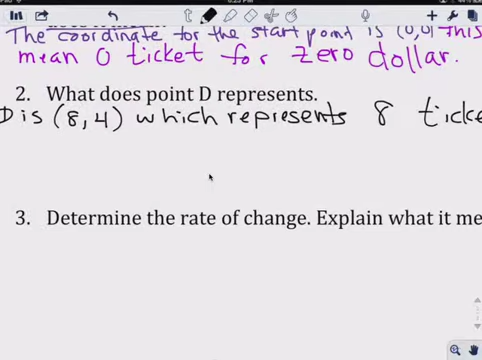 The coordinate for the start point is (0,0) this
mean 0 ticket for zero dollar.
2. What does point D represents.
D is (8,4) which represents 8 ticke
3. Determine the rate of change. Explain what it me